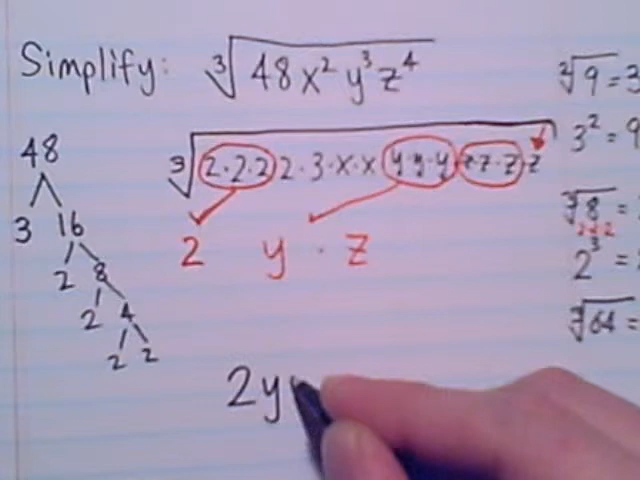 Simplify: ∛48x²y³z⁴
²√9 = 3
3² = 9
∛2·2·2 2·3·x·x y·y·y·z·z·z·z
∛8 =
2·2·2
2³ =
∛64 =
48
3 16
2 8
2 4
2 2
2 y · z
2y